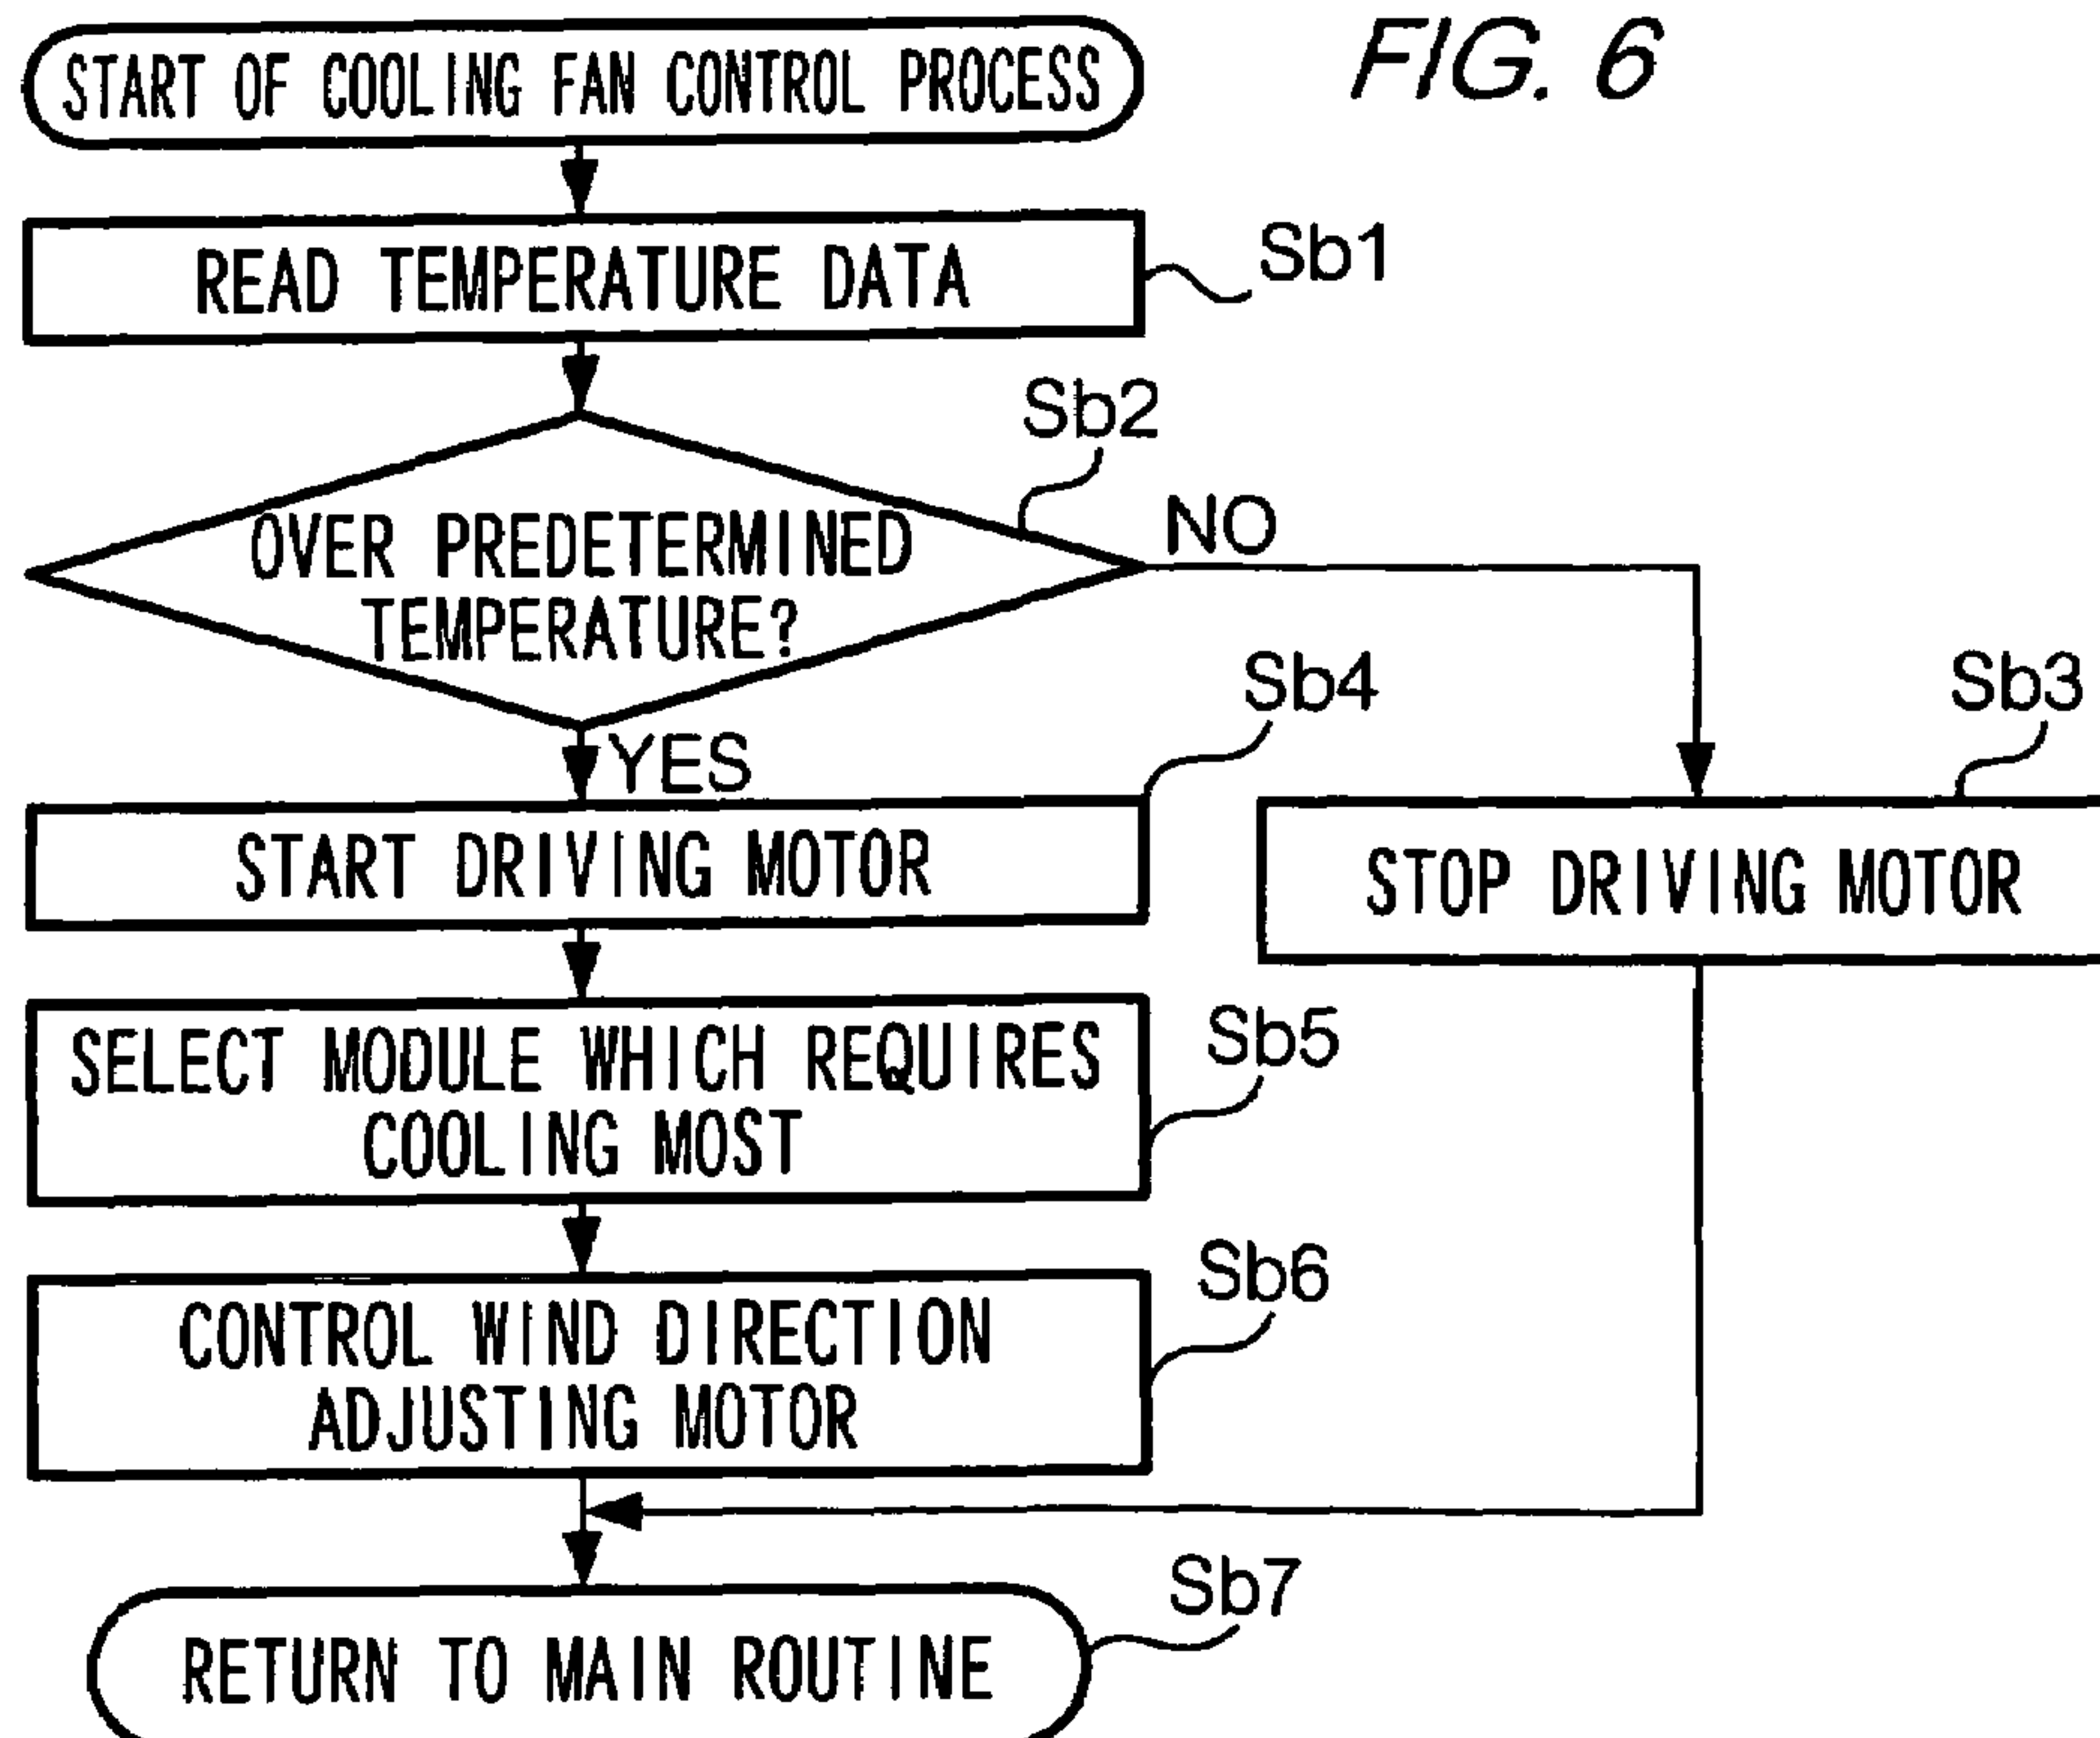 FIG. 6
START OF COOLING FAN CONTROL PROCESS
READ TEMPERATURE DATA
Sb1
Sb2
OVER PREDETERMINED
TEMPERATURE?
NO
YES
Sb4
START DRIVING MOTOR
Sb3
STOP DRIVING MOTOR
SELECT MODULE WHICH REQUIRES
COOLING MOST
Sb5
CONTROL WIND DIRECTION
ADJUSTING MOTOR
Sb6
RETURN TO MAIN ROUTINE
Sb7